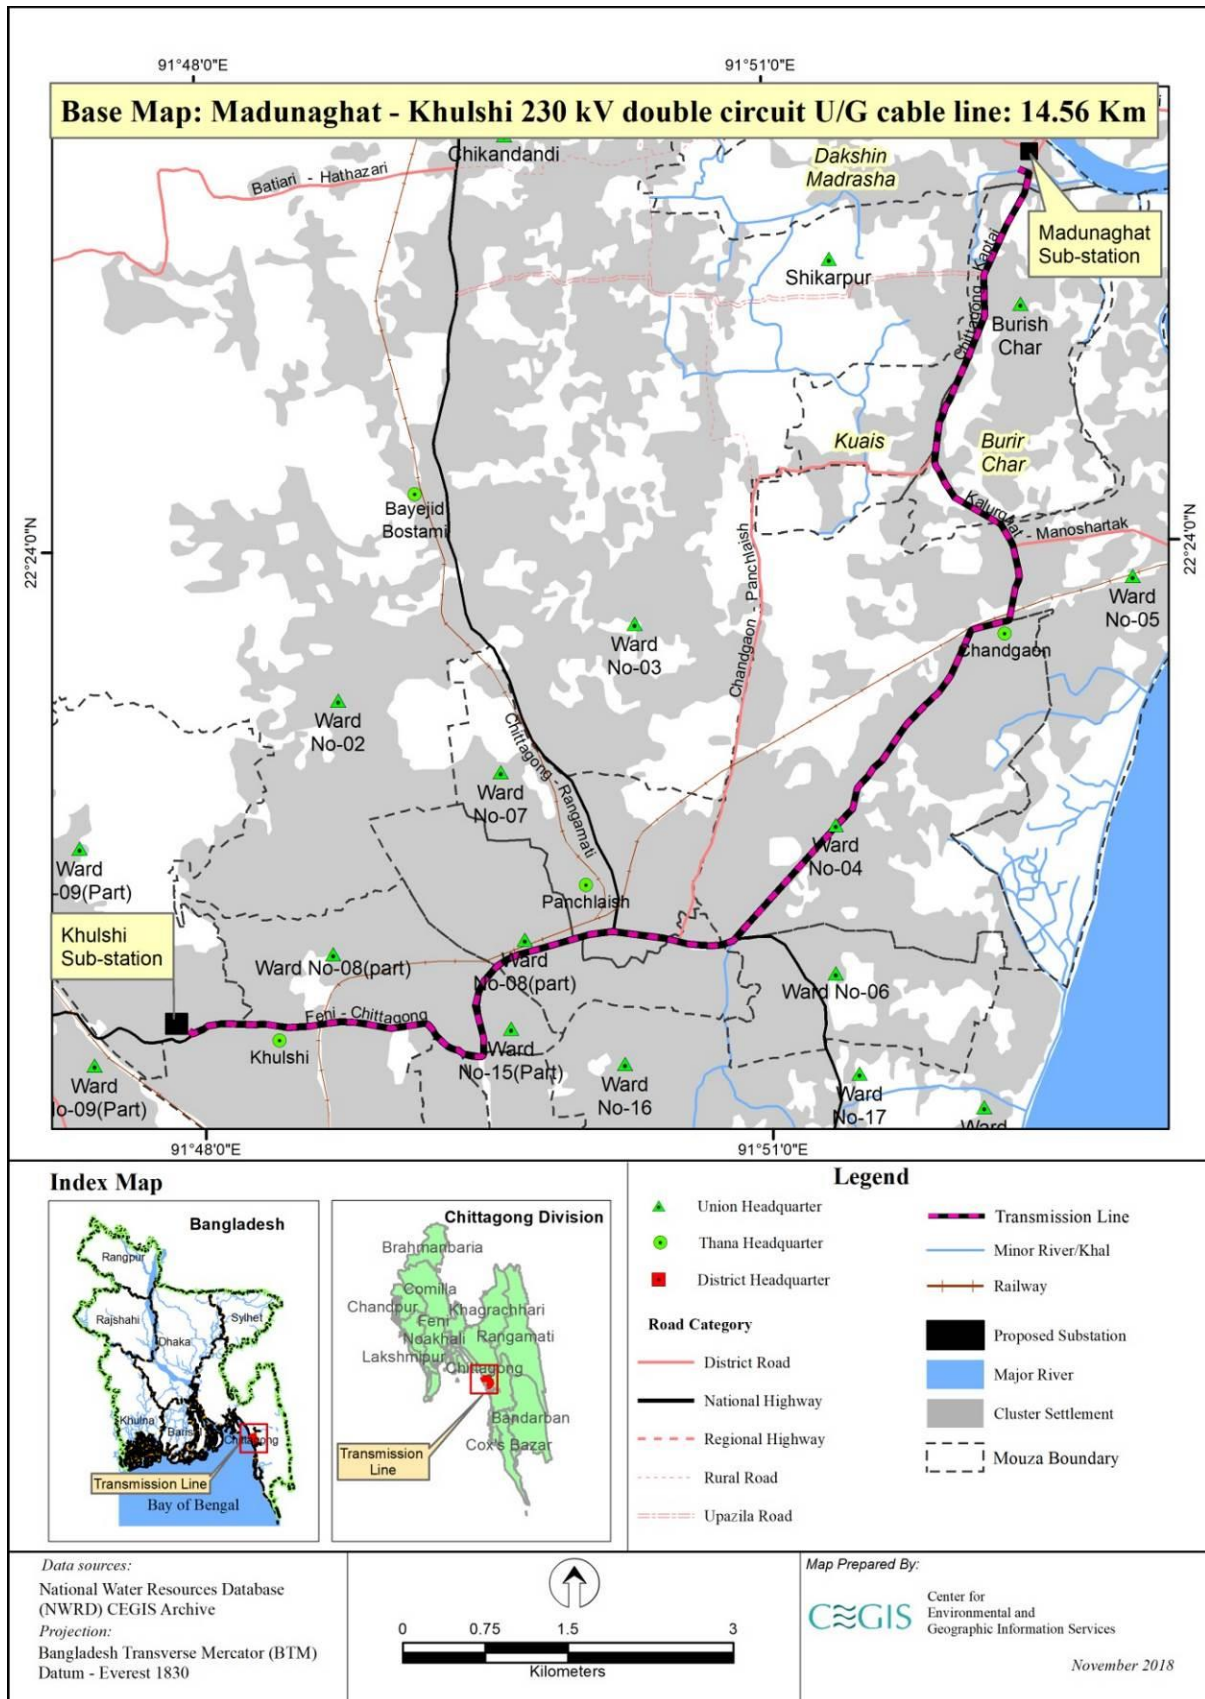 91°48'0"E
91°51'0"E
Base Map: Madunaghat - Khulshi 230 kV double circuit U/G cable line: 14.56 Km
Chikandandi
Batiari - Hathazari
Dakshin
Madrasha
Madunaghat
Sub-station
Shikarpur
Chittagong - Kaptai
Burish
Char
Kuais
Burir
Char
Bayejid
Bostami
Kalurghat - Manoshartak
22°24'0"N
22°24'0"N
Chandgaon - Panchlaish
Ward
No-05
Ward
No-03
Chandgaon
Ward
No-02
Chittagong - Rangamati
Ward
No-07
Ward
No-04
Ward
-09(Part)
Panchlaish
Khulshi
Sub-station
Ward No-08(part)
Ward
No-08(part)
Ward No-06
Feni - Chittagong
Khulshi
Ward
No-15(Part)
Ward
lo-09(Part)
Ward
No-16
Ward
No-17
Ward
91°48'0"E
91°51'0"E
Index Map
Bangladesh
Rangpur
Rajshahi
Sylhet
Dhaka
Khulna
Barisal
Chittagong
Transmission Line
Bay of Bengal
Chittagong Division
Brahmanbaria
Comilla
Chandpur
Khagrachhari
Feni
Noakhali
Rangamati
Lakshmipur
Chittagong
Bandarban
Cox's Bazar
Transmission
Line
Legend
Union Headquarter
Thana Headquarter
District Headquarter
Road Category
District Road
National Highway
Regional Highway
Rural Road
Upazila Road
Transmission Line
Minor River/Khal
Railway
Proposed Substation
Major River
Cluster Settlement
Mouza Boundary
Data sources:
National Water Resources Database
(NWRD) CEGIS Archive
Projection:
Bangladesh Transverse Mercator (BTM)
Datum - Everest 1830
0 0.75 1.5 3
Kilometers
Map Prepared By:
CEGIS
Center for
Environmental and
Geographic Information Services
November 2018